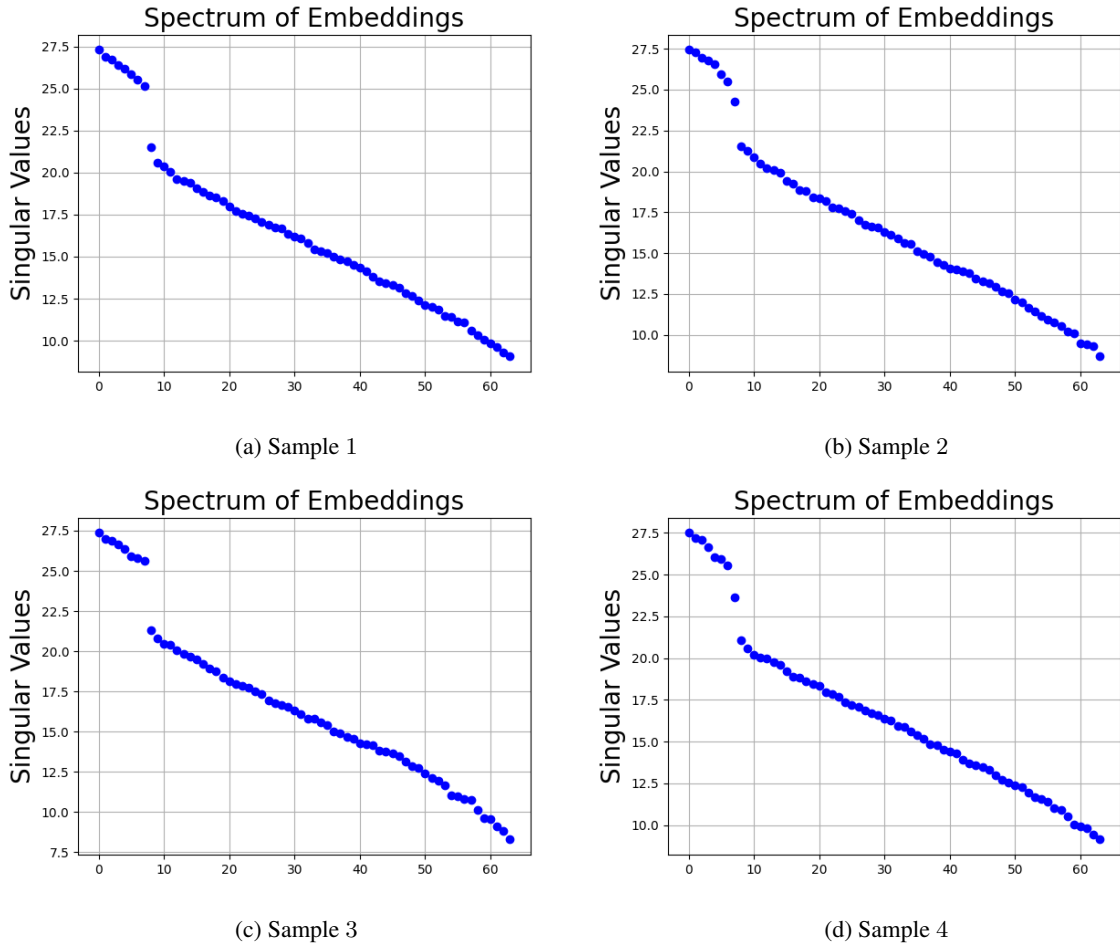 Spectrum of Embeddings
Singular Values
27.5
25.0
22.5
20.0
17.5
15.0
12.5
10.0
0 10 20 30 40 50 60
(a) Sample 1
Spectrum of Embeddings
Singular Values
27.5
25.0
22.5
20.0
17.5
15.0
12.5
10.0
0 10 20 30 40 50 60
(b) Sample 2
Spectrum of Embeddings
Singular Values
27.5
25.0
22.5
20.0
17.5
15.0
12.5
10.0
7.5
0 10 20 30 40 50 60
(c) Sample 3
Spectrum of Embeddings
Singular Values
27.5
25.0
22.5
20.0
17.5
15.0
12.5
10.0
0 10 20 30 40 50 60
(d) Sample 4